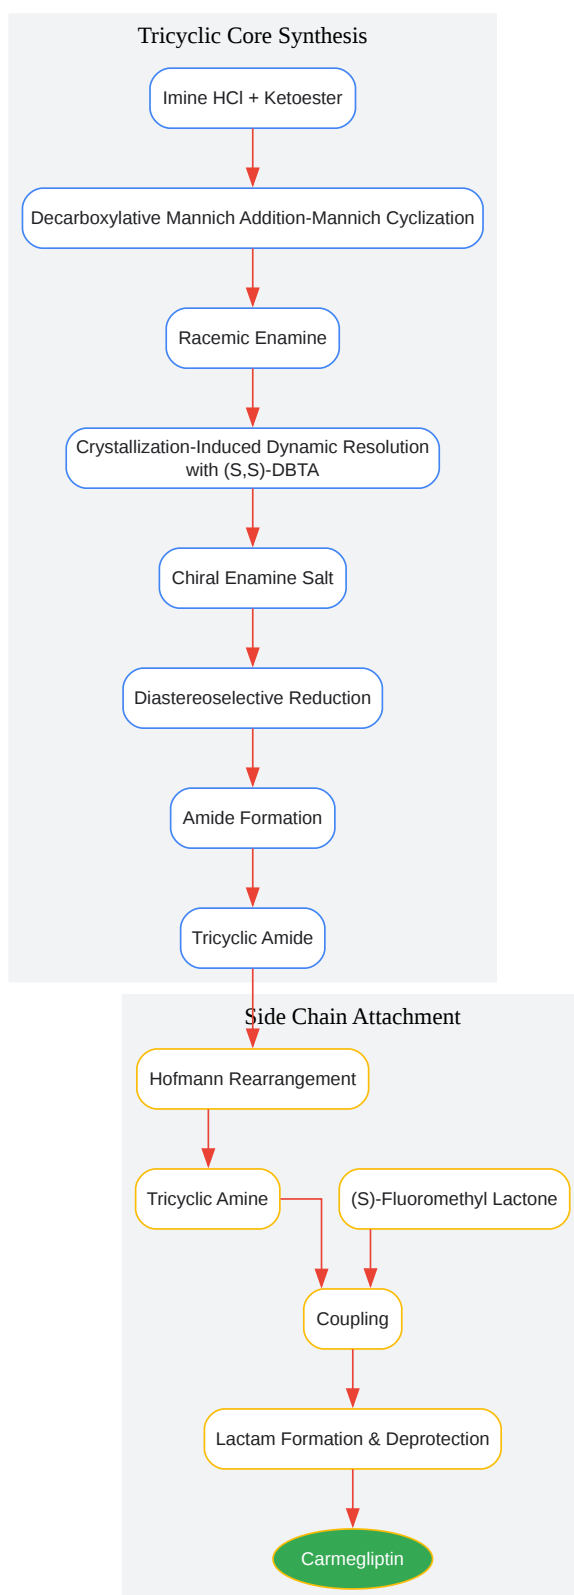 Tricyclic Core Synthesis
Imine HCl + Ketoester
Decarboxylative Mannich Addition-Mannich Cyclization
Racemic Enamine
Crystallization-Induced Dynamic Resolution
with (S,S)-DBTA
Chiral Enamine Salt
Diastereoselective Reduction
Amide Formation
Tricyclic Amide
Side Chain Attachment
Hofmann Rearrangement
Tricyclic Amine
(S)-Fluoromethyl Lactone
Coupling
Lactam Formation & Deprotection
Carmegliptin